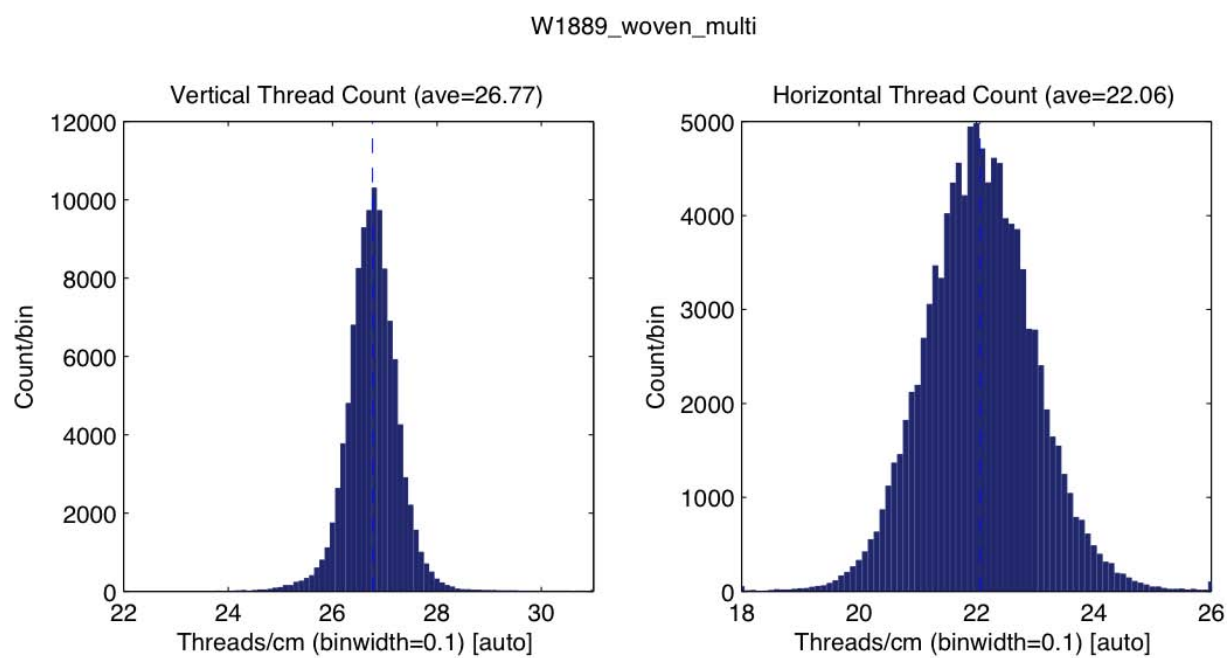 W1889_woven_multi
Vertical Thread Count (ave=26.77)
12000
10000
8000
6000
4000
2000
0
Count/bin
22 24 26 28 30
Threads/cm (binwidth=0.1) [auto]
Horizontal Thread Count (ave=22.06)
5000
4000
3000
2000
1000
0
Count/bin
18 20 22 24 26
Threads/cm (binwidth=0.1) [auto]